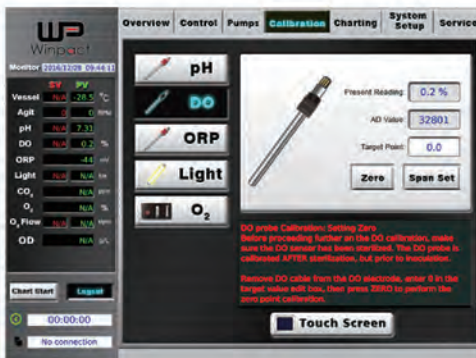 WP
Winpact
Overview Control Pumps Calibration Charting System Setup Service
Monitor 2016/12/28 09:44:11
SV PV
Vessel N/A -28.5 °C
Agit 0 0 RPM
pH N/A 7.31
DO N/A 0.2 %
ORP -44 mV
Light N/A N/A lux
CO2 N/A ppm
O2 N/A %
N/A N/A
OD N/A
Chart Start Logout
00:00:00
No connection
pH
DO
ORP
Light
O2
Present Reading: 0.2 %
AD Value: 32801
Target Point: 0.0
Zero Span Set
DO probe Calibration: Setting Zero
Before proceeding further on the DO calibration, make
sure the DO sensor has been sterilized. The DO probe is
calibrated AFTER sterilization, but prior to inoculation.
Remove DO cable from the DO electrode, enter 0 in the
target value edit box, then press ZERO to perform the
zero point calibration.
Touch Screen